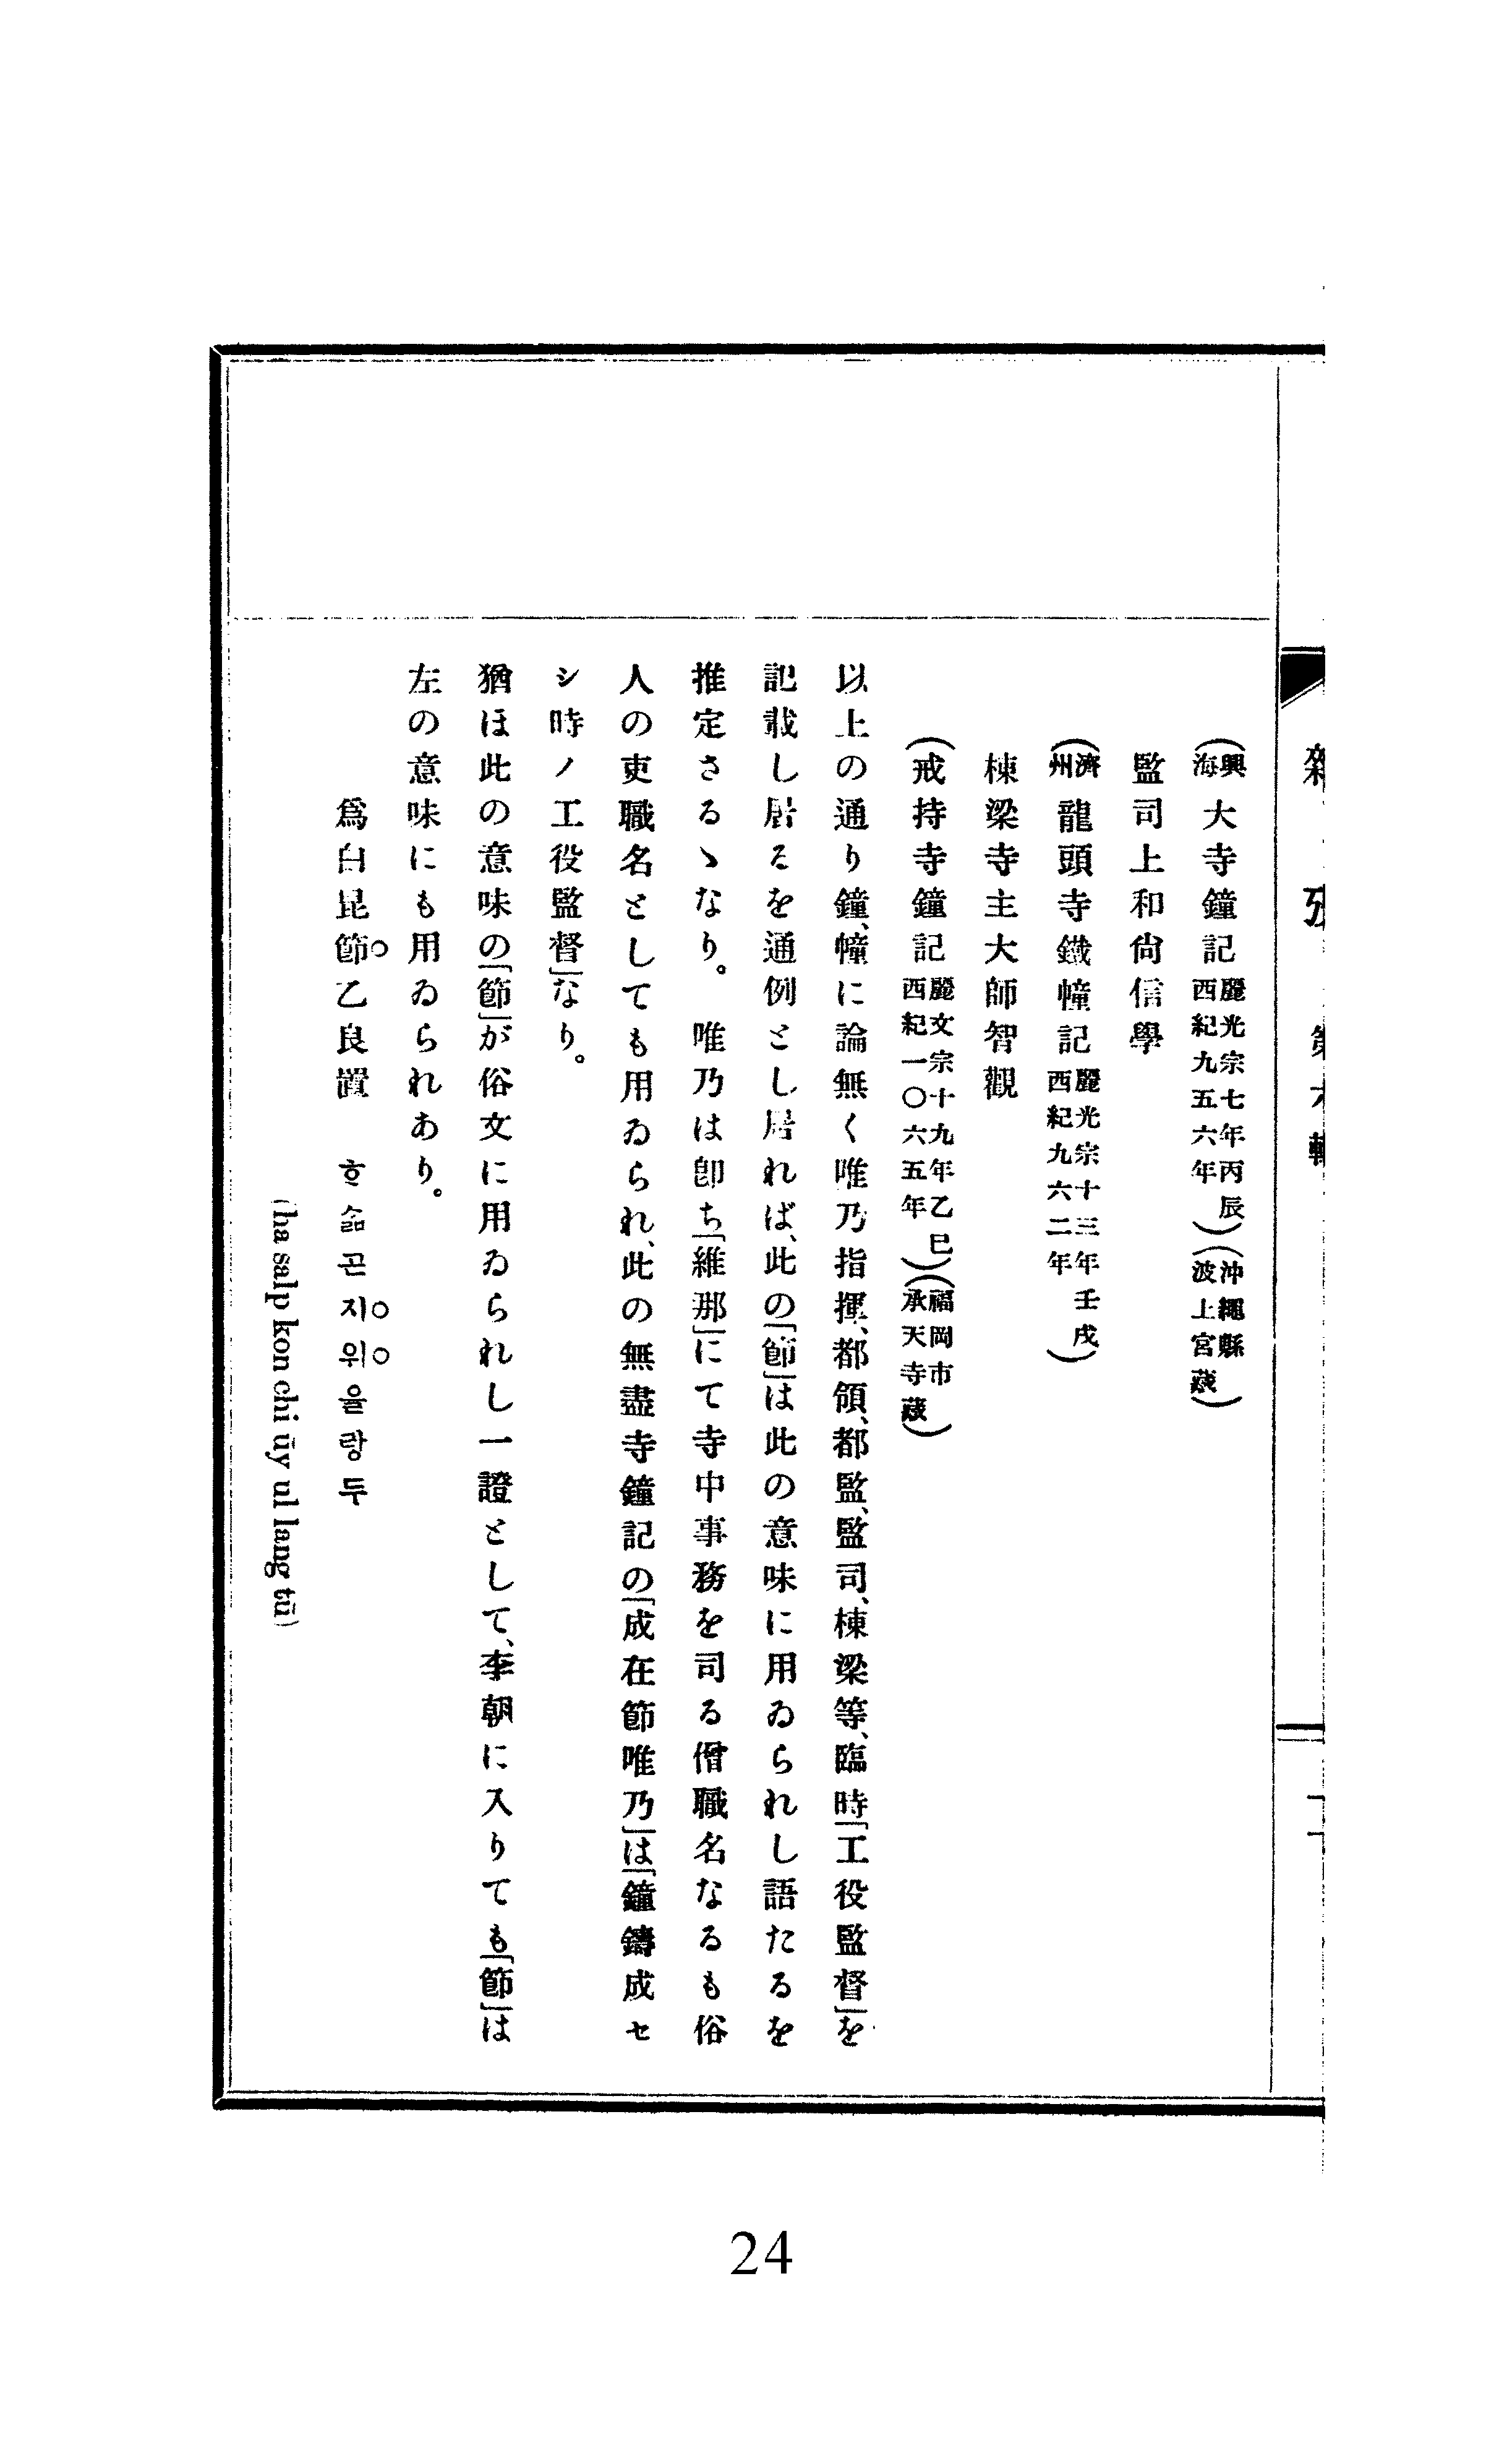 雜 攷 第六輯
(興海)大寺鐘記(麗光宗七年丙辰 西紀九五六年)(沖繩縣 波上宮藏)
監司上和尙信學
(濟州)龍頭寺鐵幢記(麗光宗十三年壬戌 西紀九六二年)
棟梁寺主大師智觀
(戒持寺鐘記 麗文宗十九年乙巳 西紀一〇六五年)(福岡市 承天寺藏)
以上の通り鐘、幢に論無く唯乃指揮、都領、都監、監司、棟梁等、臨時「工役監督」を
記載し居るを通例とし居れば、此の「節」は此の意味に用ゐられし語たるを
推定さるゝなり。 唯乃は卽ち「維那」にて寺中事務を司る僧職名なるも俗
人の吏職名としても用ゐられ、此の無盡寺鐘記の「成在節唯乃」は「鐘鑄成セ
シ時ノ工役監督」なり。
猶ほ此の意味の「節」が俗文に用ゐられし一證として、李朝に入りても「節」は
左の意味にも用ゐられあり。
爲白昆節乙良置 ᄒᆞ ᄉᆞᆲ 곤 지 위 을 랑 두
(ha salp kon chi ūy ul lang tū)
24